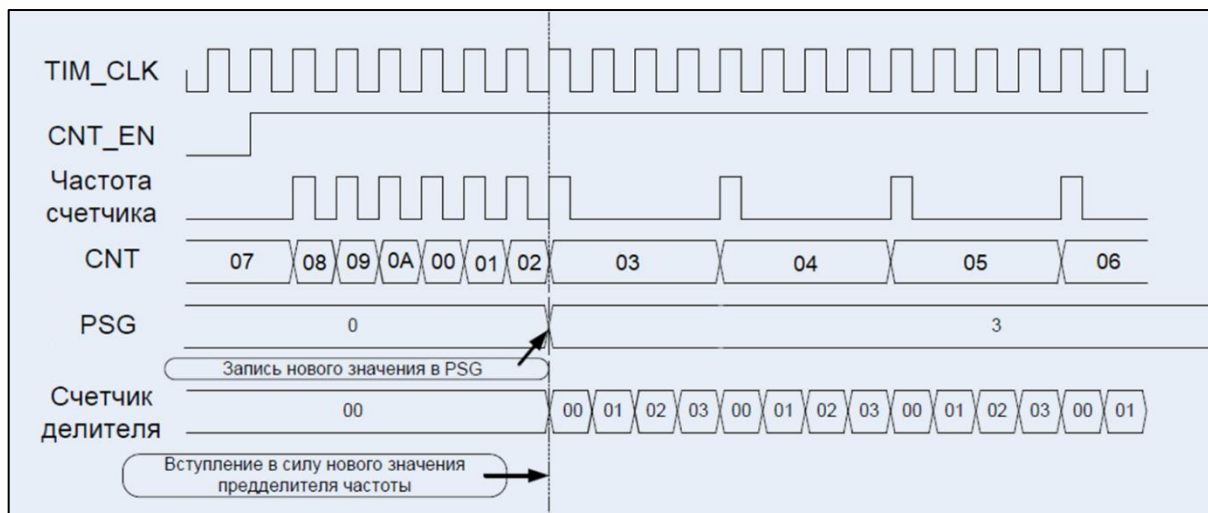 TIM_CLK
CNT_EN
Частота
счетчика
CNT 07 08 09 0A 00 01 02 03 04 05 06
PSG 0 3
Запись нового значения в PSG
Счетчик
делителя 00 00 01 02 03 00 01 02 03 00 01 02 03 00 01
Вступление в силу нового значения
предделителя частоты